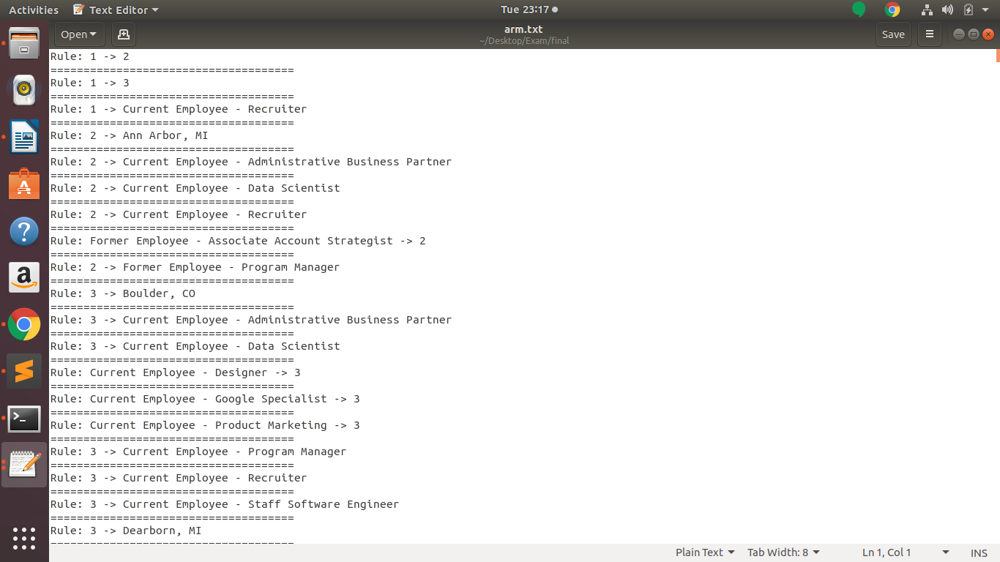 Activities Text Editor Tue 23:17
Open arm.txt Save
~/Desktop/Exam/final
Rule: 1 -> 2
=====================================
Rule: 1 -> 3
=====================================
Rule: 1 -> Current Employee - Recruiter
=====================================
Rule: 2 -> Ann Arbor, MI
=====================================
Rule: 2 -> Current Employee - Administrative Business Partner
=====================================
Rule: 2 -> Current Employee - Data Scientist
=====================================
Rule: 2 -> Current Employee - Recruiter
=====================================
Rule: Former Employee - Associate Account Strategist -> 2
=====================================
Rule: 2 -> Former Employee - Program Manager
=====================================
Rule: 3 -> Boulder, CO
=====================================
Rule: 3 -> Current Employee - Administrative Business Partner
=====================================
Rule: 3 -> Current Employee - Data Scientist
=====================================
Rule: Current Employee - Designer -> 3
=====================================
Rule: Current Employee - Google Specialist -> 3
=====================================
Rule: Current Employee - Product Marketing -> 3
=====================================
Rule: 3 -> Current Employee - Program Manager
=====================================
Rule: 3 -> Current Employee - Recruiter
=====================================
Rule: 3 -> Current Employee - Staff Software Engineer
=====================================
Rule: 3 -> Dearborn, MI
=====================================
Plain Text Tab Width: 8 Ln 1, Col 1 INS